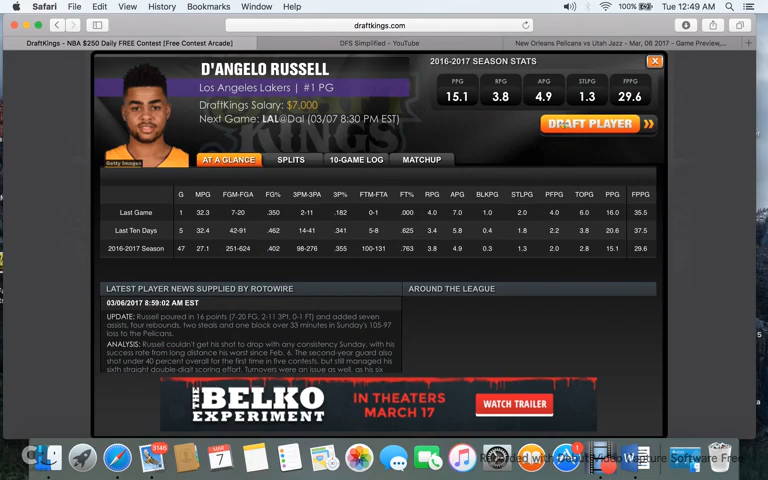 Safari File Edit View History Bookmarks Window Help 100% Tue 12:49 AM
draftkings.com
DraftKings - NBA $250 Daily FREE Contest [Free Contest Arcade] DFS Simplified - YouTube New Orleans Pelicans vs Utah Jazz - Mar, 06 2017 - Game Preview,...
D'ANGELO RUSSELL
Los Angeles Lakers | #1 PG
DraftKings Salary: $7,000
Next Game: LAL@Dal (03/07 8:30 PM EST)
Getty Images
2016-2017 SEASON STATS
PPG RPG APG STLPG FPPG
15.1 3.8 4.9 1.3 29.6
DRAFT PLAYER
AT A GLANCE SPLITS 10-GAME LOG MATCHUP
G MPG FGM-FGA FG% 3PM-3PA 3P% FTM-FTA FT% RPG APG BLKPG STLPG PFPG TOPG PPG FPPG
Last Game 1 32.3 7-20 .350 2-11 .182 0-1 .000 4.0 7.0 1.0 2.0 4.0 6.0 16.0 35.5
Last Ten Days 5 32.4 42-91 .462 14-41 .341 5-8 .625 3.4 5.8 0.4 1.8 2.2 3.8 20.6 37.5
2016-2017 Season 47 27.1 251-624 .402 98-276 .355 100-131 .763 3.8 4.9 0.3 1.3 2.0 2.8 15.1 29.6
LATEST PLAYER NEWS SUPPLIED BY ROTOWIRE
03/06/2017 8:59:02 AM EST
UPDATE: Russell poured in 16 points (7-20 FG, 2-11 3Pt, 0-1 FT) and added seven
assists, four rebounds, two steals and one block over 33 minutes in Sunday's 105-97
loss to the Pelicans.
ANALYSIS: Russell couldn't get his shot to drop with any consistency Sunday, with his
success rate from long distance his worst since Feb. 6. The second-year guard also
shot under 40 percent overall for the first time in five contests, but still managed his
sixth straight double-digit scoring effort. Turnovers were an issue as well, as his six
AROUND THE LEAGUE
THE BELKO EXPERIMENT
IN THEATERS
MARCH 17
WATCH TRAILER
3146
MAR
7
1
Recorded with Debut Video Capture Software Free